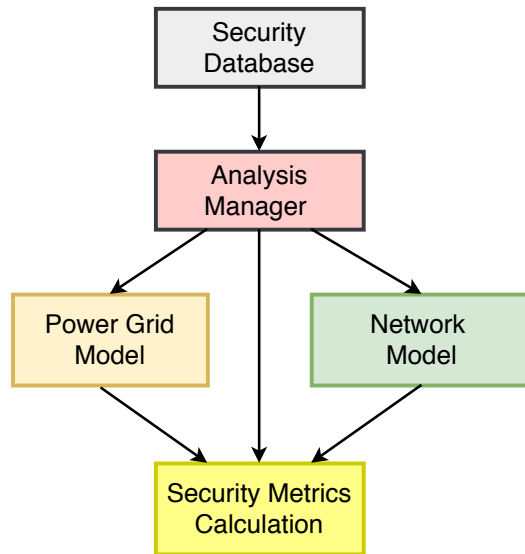 Security
Database
Analysis
Manager
Power Grid
Model
Network
Model
Security Metrics
Calculation